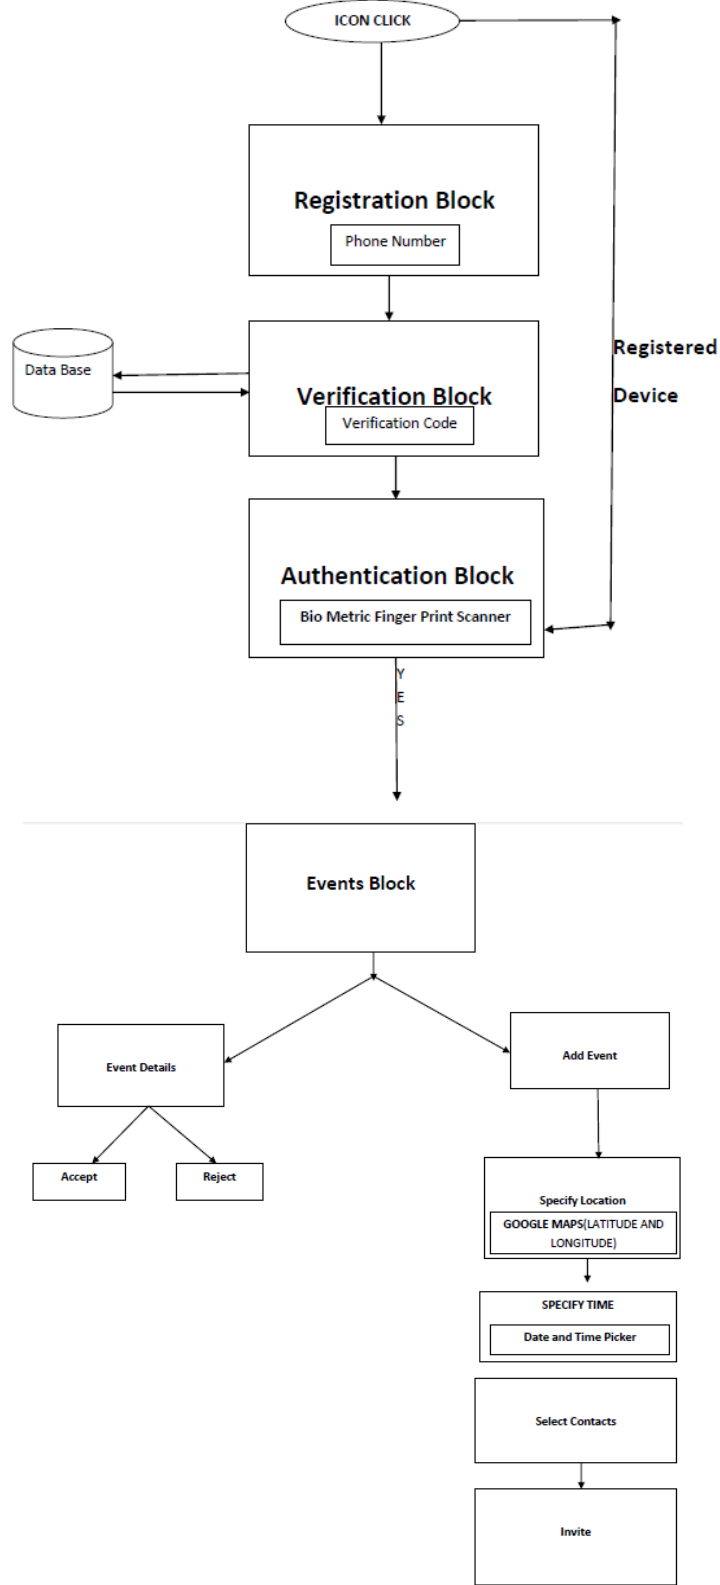 ICON CLICK
Registration Block
Phone Number
Registered
Device
Data Base
Verification Block
Verification Code
Authentication Block
Bio Metric Finger Print Scanner
Y
E
S
Events Block
Event Details
Add Event
Accept
Reject
Specify Location
GOOGLE MAPS(LATITUDE AND
LONGITUDE)
SPECIFY TIME
Date and Time Picker
Select Contacts
Invite